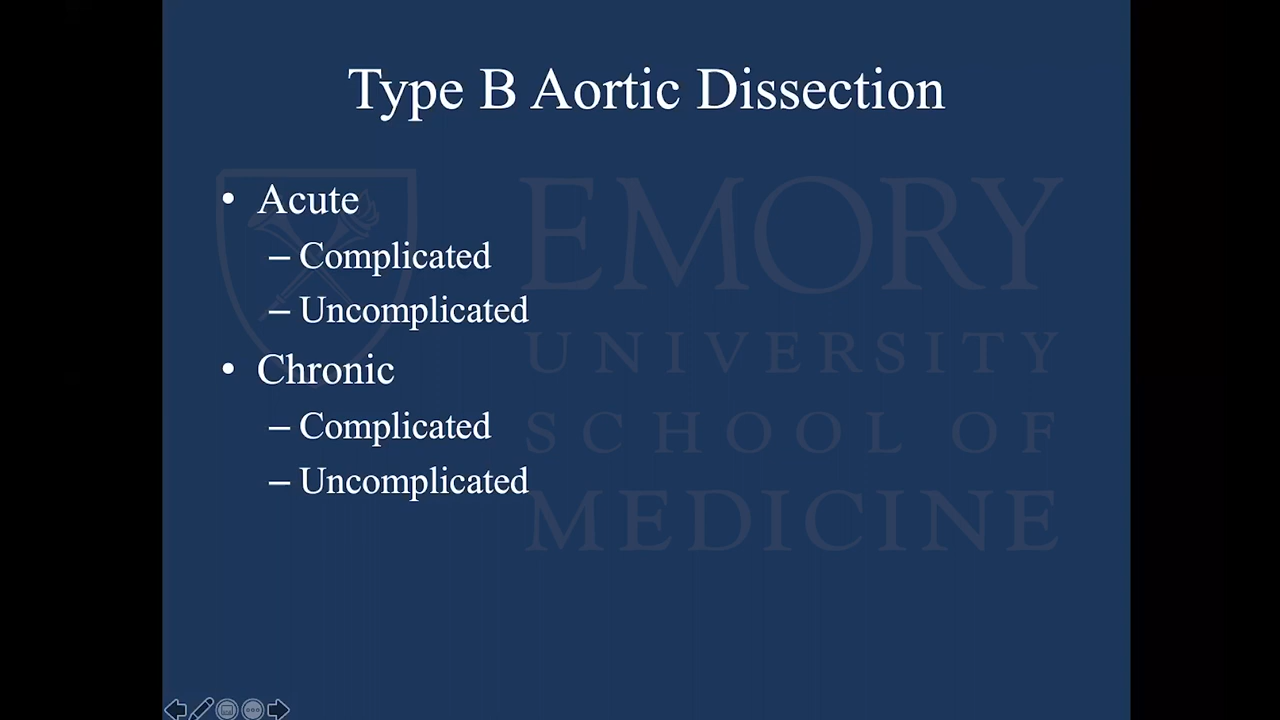 Type B Aortic Dissection
• Acute
– Complicated
– Uncomplicated
• Chronic
– Complicated
– Uncomplicated
EMORY
UNIVERSITY
SCHOOL OF
MEDICINE